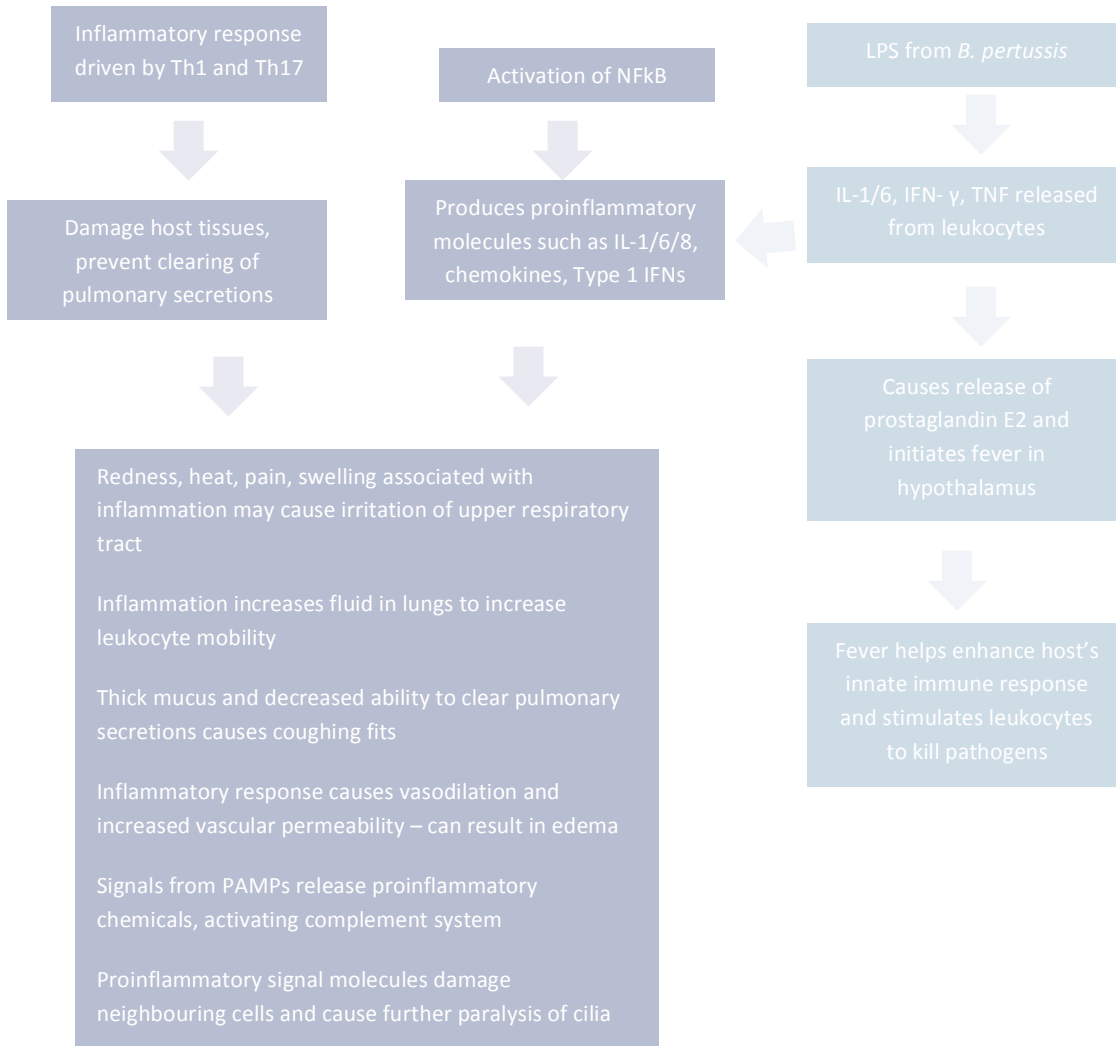 Inflammatory response
driven by Th1 and Th17
Damage host tissues,
prevent clearing of
pulmonary secretions
Activation of NFkB
Produces proinflammatory
molecules such as IL-1/6/8,
chemokines, Type 1 IFNs
Redness, heat, pain, swelling associated with
inflammation may cause irritation of upper respiratory
tract
Inflammation increases fluid in lungs to increase
leukocyte mobility
Thick mucus and decreased ability to clear pulmonary
secretions causes coughing fits
Inflammatory response causes vasodilation and
increased vascular permeability – can result in edema
Signals from PAMPs release proinflammatory
chemicals, activating complement system
Proinflammatory signal molecules damage
neighbouring cells and cause further paralysis of cilia
LPS from B. pertussis
IL-1/6, IFN- γ, TNF released
from leukocytes
Causes release of
prostaglandin E2 and
initiates fever in
hypothalamus
Fever helps enhance host’s
innate immune response
and stimulates leukocytes
to kill pathogens